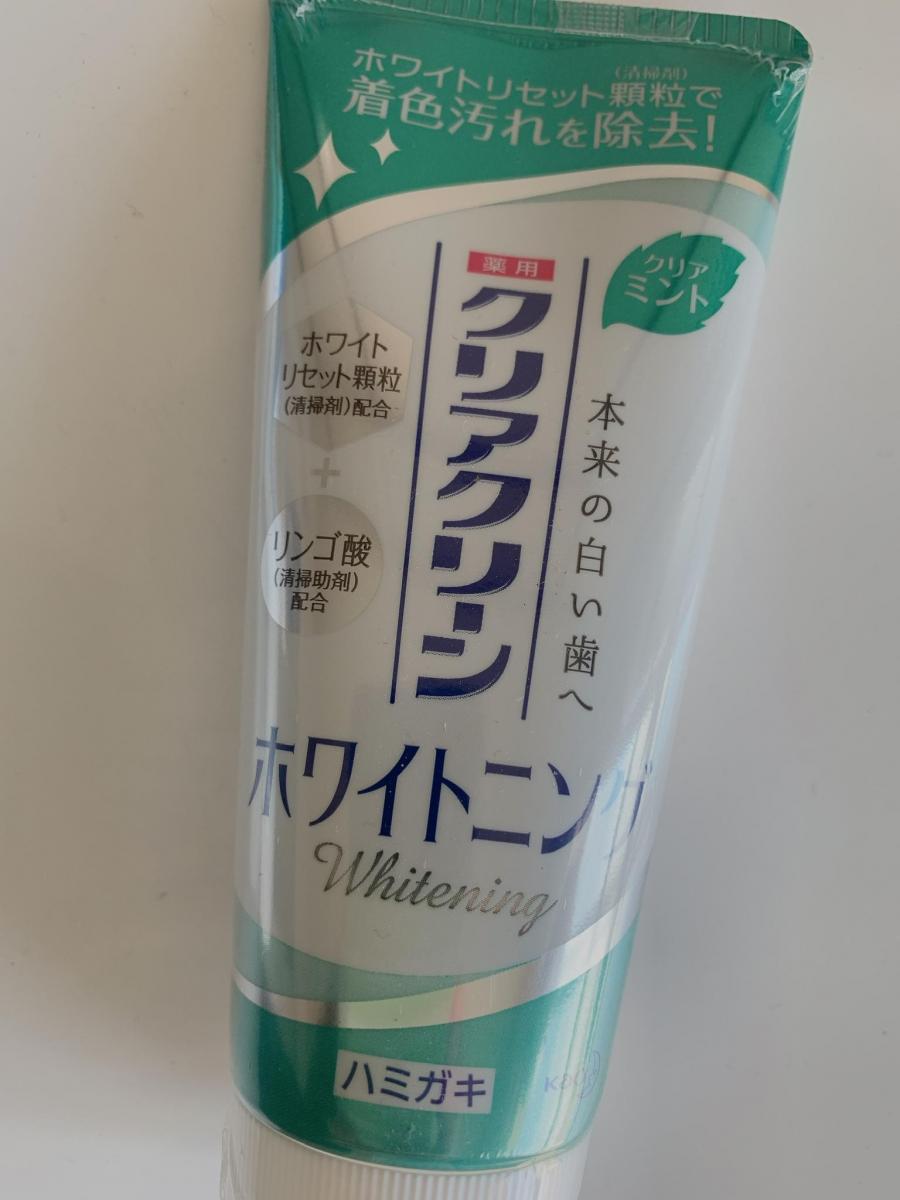 ホワイトリセット顆粒で
(清掃剤)
着色汚れを除去!
クリア
ミント
薬用
クリアクリーン
本来の白い歯へ
ホワイト
リセット顆粒
(清掃剤)配合
+
リンゴ酸
(清掃助剤)
配合
ホワイトニング
Whitening
ハミガキ
Kao